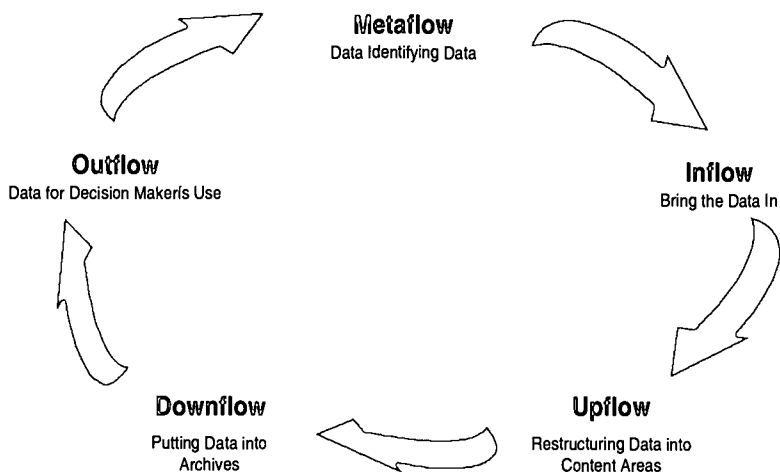 Metaflow
Data Identifying Data
Inflow
Bring the Data In
Upflow
Restructuring Data into
Content Areas
Downflow
Putting Data into
Archives
Outflow
Data for Decision Makerís Use